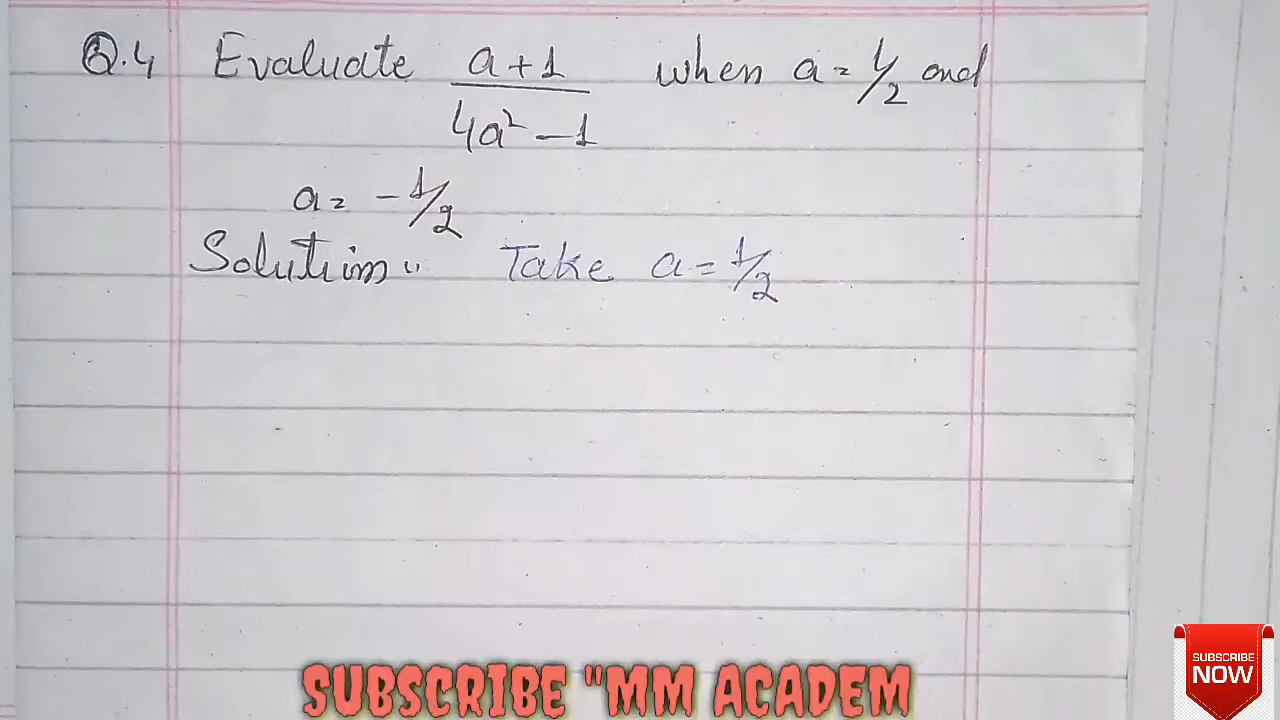 Q.4 Evaluate a+1 / 4a² - 1 when a = 1/2 and
a = - 1/2
Solution:. Take a = 1/2
SUBSCRIBE NOW
SUBSCRIBE "MM ACADEM